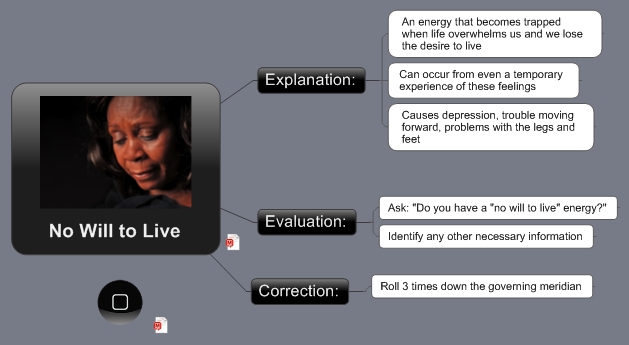 No Will to Live
Explanation:
An energy that becomes trapped
when life overwhelms us and we lose
the desire to live
Can occur from even a temporary
experience of these feelings
Causes depression, trouble moving
forward, problems with the legs and
feet
Evaluation:
Ask: "Do you have a "no will to live" energy?"
Identify any other necessary information
Correction:
Roll 3 times down the governing meridian